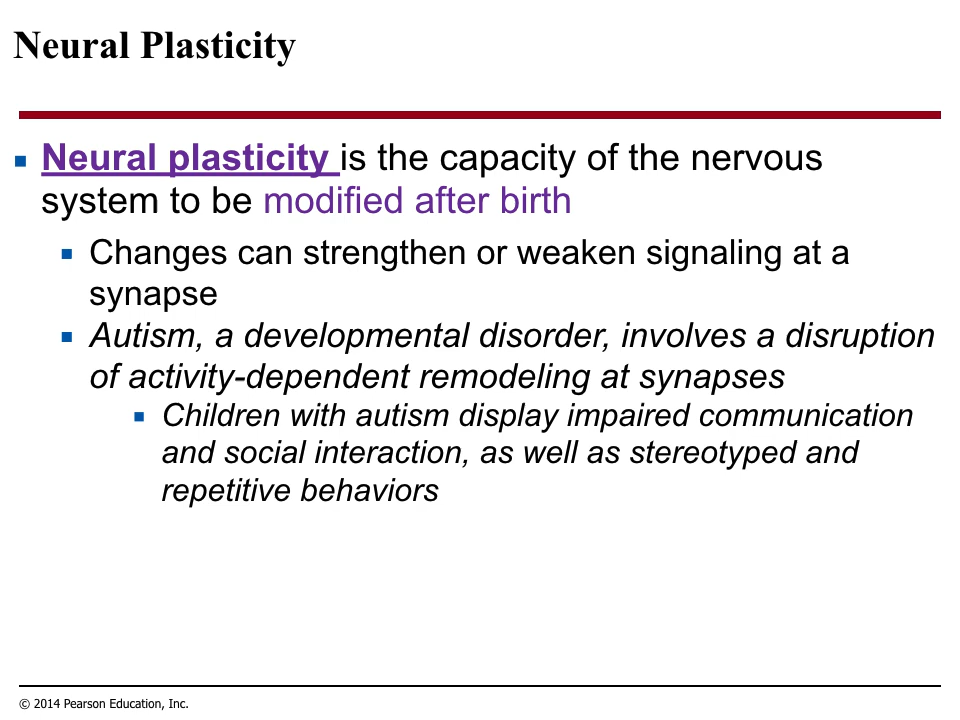 Neural Plasticity
Neural plasticity is the capacity of the nervous
system to be modified after birth
Changes can strengthen or weaken signaling at a
synapse
Autism, a developmental disorder, involves a disruption
of activity-dependent remodeling at synapses
Children with autism display impaired communication
and social interaction, as well as stereotyped and
repetitive behaviors
© 2014 Pearson Education, Inc.